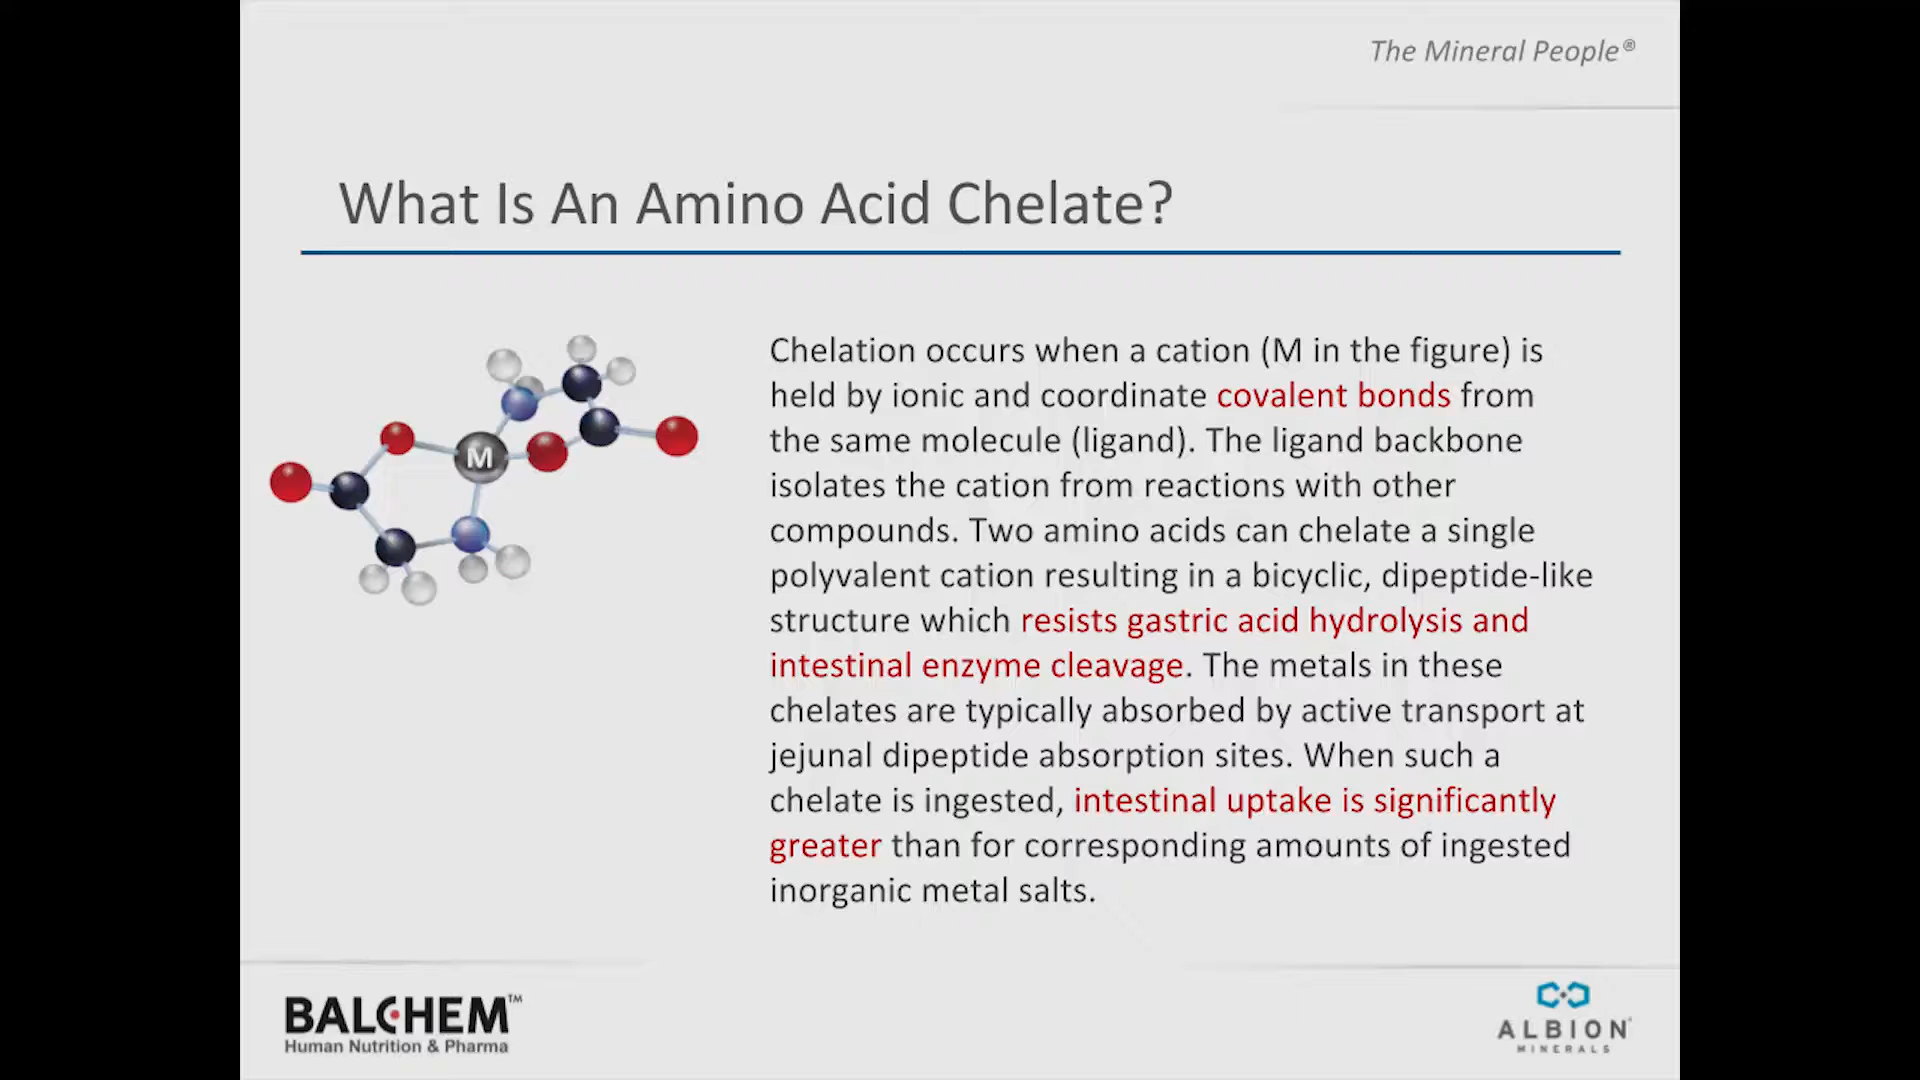 The Mineral People®
What Is An Amino Acid Chelate?
M
Chelation occurs when a cation (M in the figure) is
held by ionic and coordinate covalent bonds from
the same molecule (ligand). The ligand backbone
isolates the cation from reactions with other
compounds. Two amino acids can chelate a single
polyvalent cation resulting in a bicyclic, dipeptide-like
structure which resists gastric acid hydrolysis and
intestinal enzyme cleavage. The metals in these
chelates are typically absorbed by active transport at
jejunal dipeptide absorption sites. When such a
chelate is ingested, intestinal uptake is significantly
greater than for corresponding amounts of ingested
inorganic metal salts.
BALCHEM™
Human Nutrition & Pharma
ALBION
MINERALS